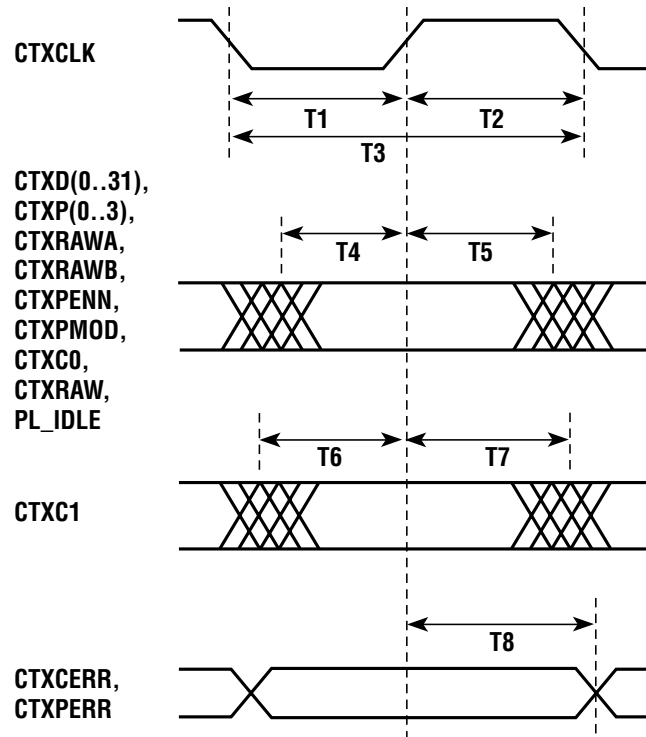 CTXCLK
T1 T2
T3
CTXD(0..31),
CTXP(0..3),
CTXRAWA,
CTXRAWB,
CTXPENN,
CTXPMOD,
CTXC0,
CTXRAW,
PL_IDLE
T4 T5
T6 T7
CTXC1
T8
CTXCERR,
CTXPERR